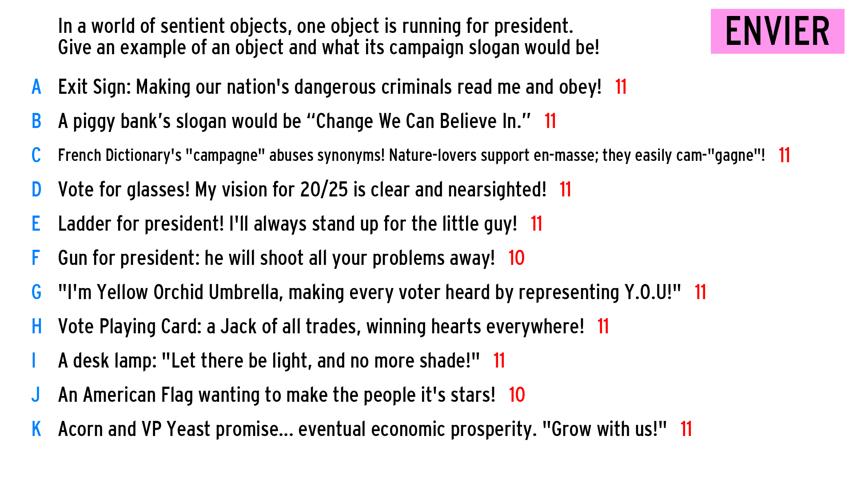 In a world of sentient objects, one object is running for president.
Give an example of an object and what its campaign slogan would be!
ENVIER
A Exit Sign: Making our nation's dangerous criminals read me and obey! 11
B A piggy bank’s slogan would be “Change We Can Believe In.” 11
C French Dictionary's "campagne" abuses synonyms! Nature-lovers support en-masse; they easily cam-"gagne"! 11
D Vote for glasses! My vision for 20/25 is clear and nearsighted! 11
E Ladder for president! I'll always stand up for the little guy! 11
F Gun for president: he will shoot all your problems away! 10
G "I'm Yellow Orchid Umbrella, making every voter heard by representing Y.O.U!" 11
H Vote Playing Card: a Jack of all trades, winning hearts everywhere! 11
I A desk lamp: "Let there be light, and no more shade!" 11
J An American Flag wanting to make the people it's stars! 10
K Acorn and VP Yeast promise... eventual economic prosperity. "Grow with us!" 11